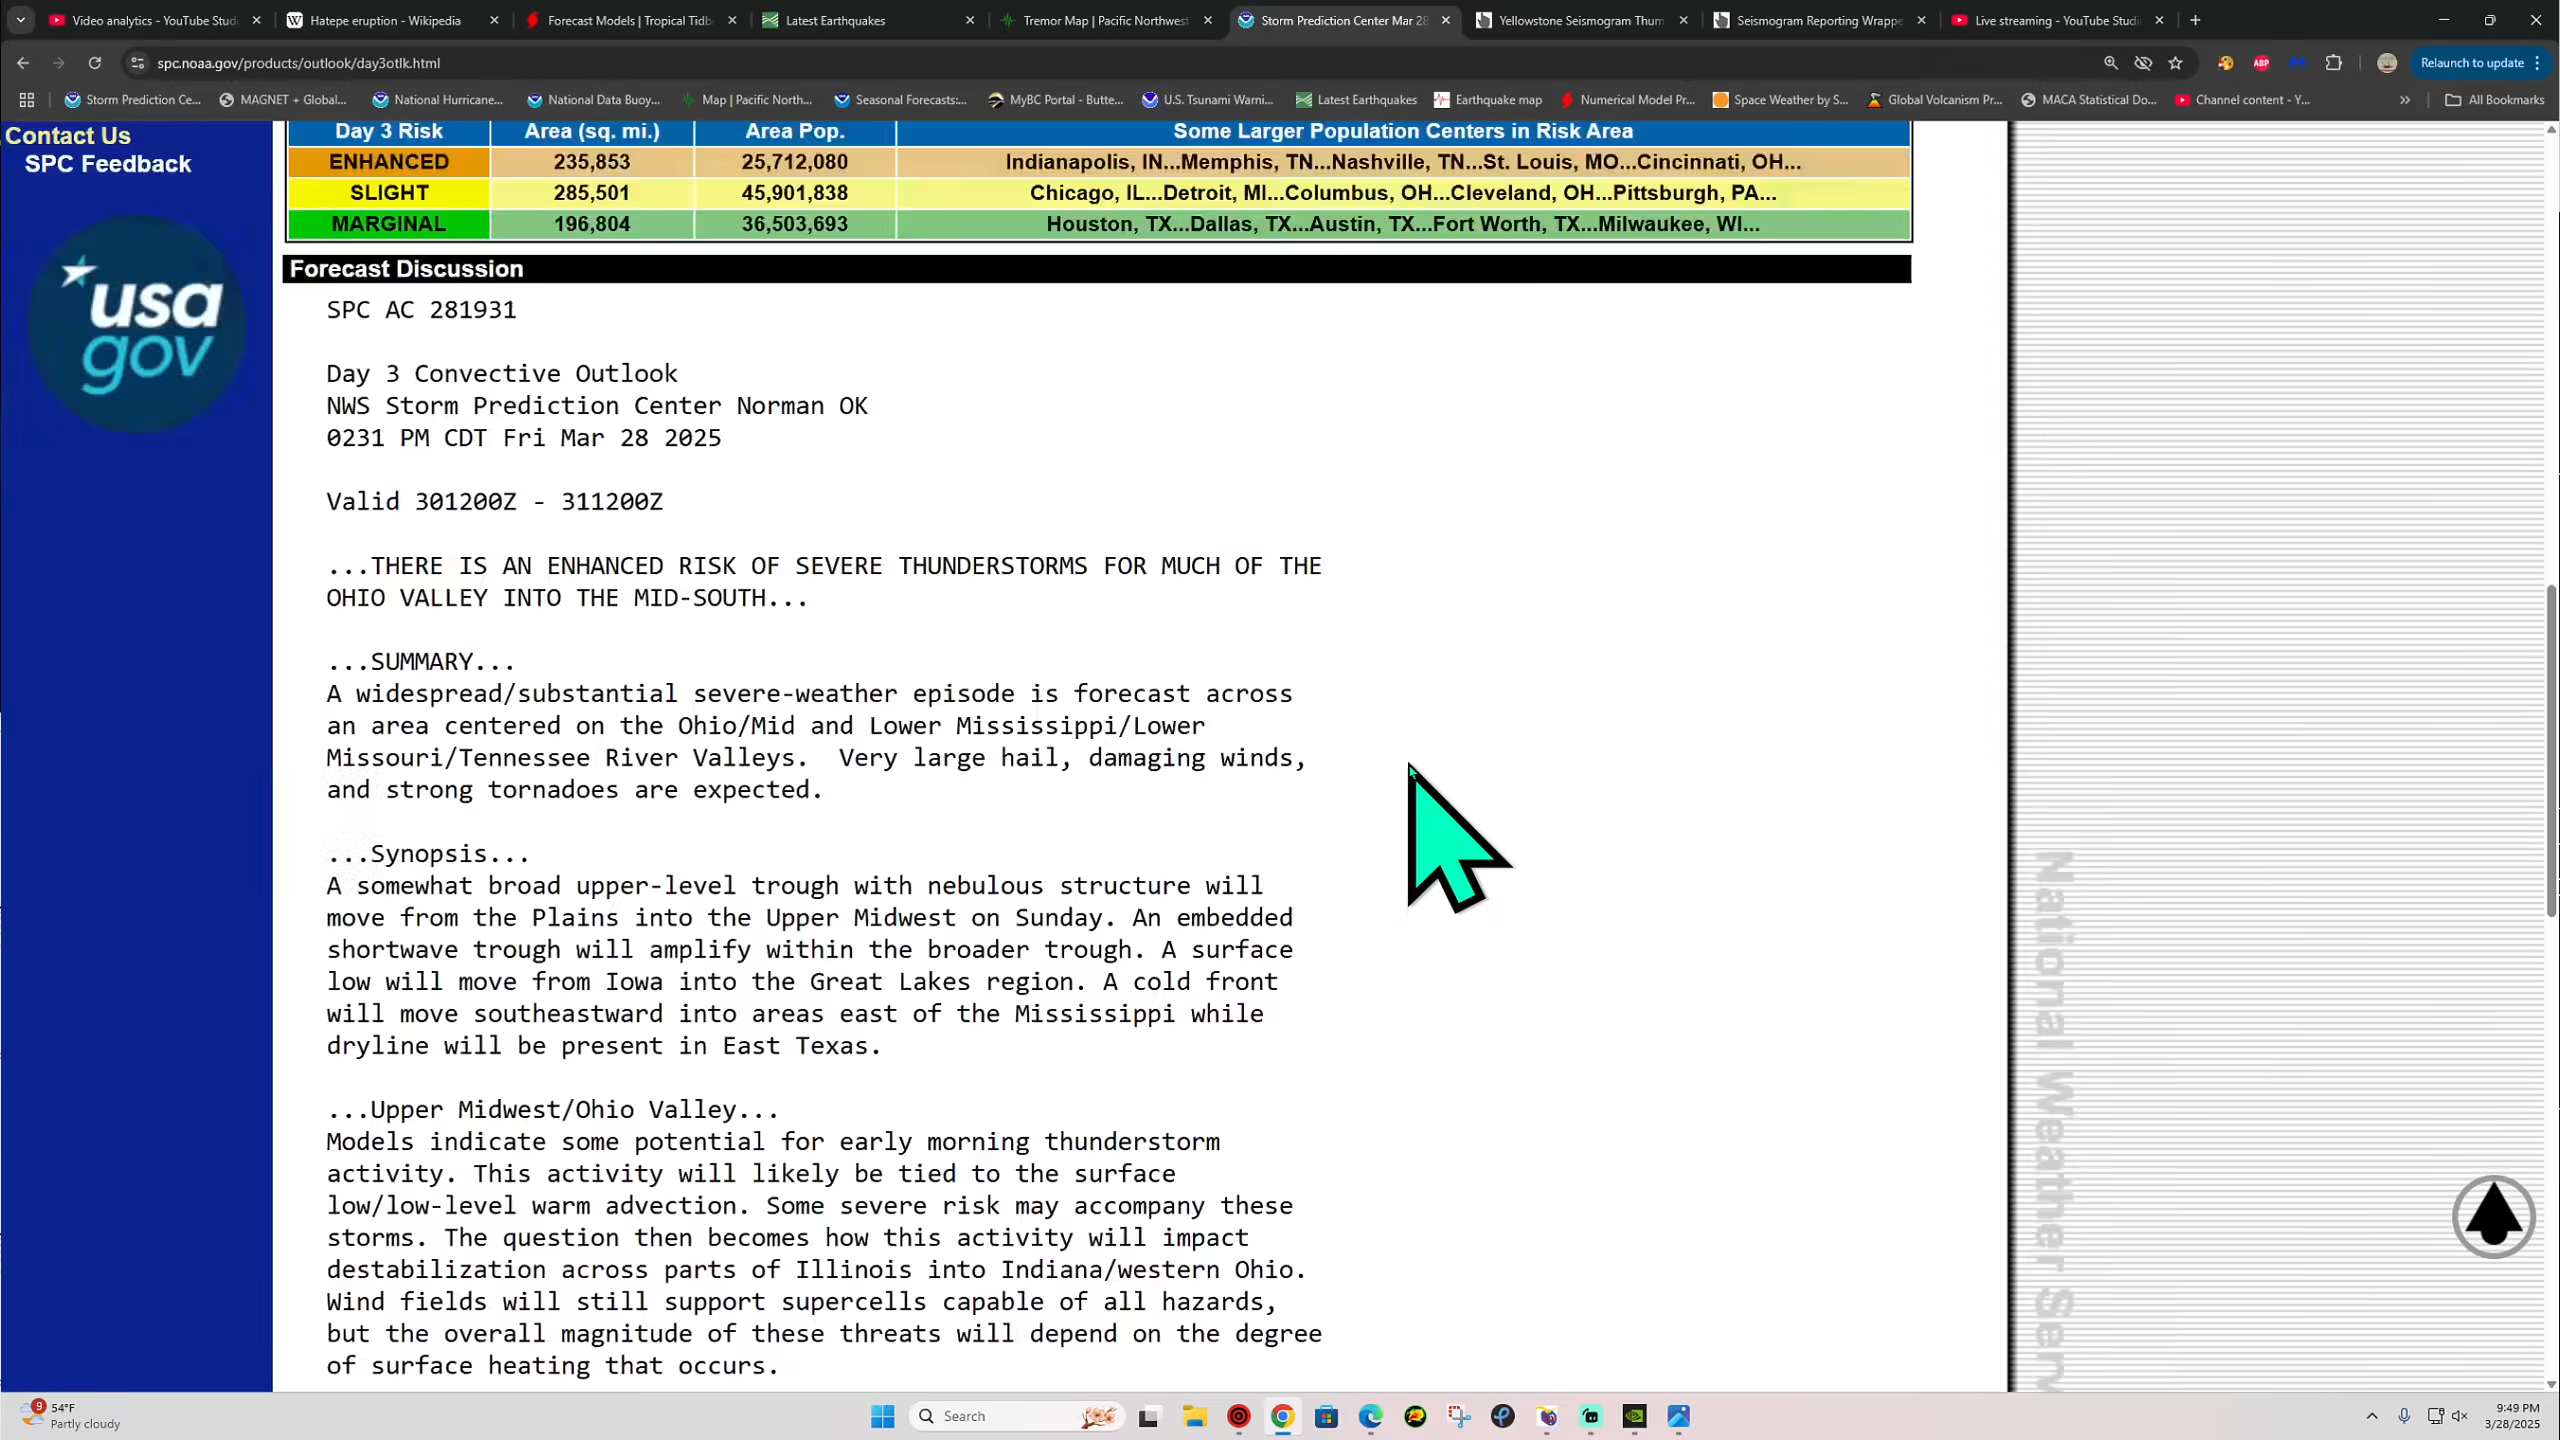 Video analytics - YouTube Studi
Hatepe eruption - Wikipedia
Forecast Models | Tropical Tidb
Latest Earthquakes
Tremor Map | Pacific Northwest
Storm Prediction Center Mar 28
Yellowstone Seismogram Thum
Seismogram Reporting Wrappe
Live streaming - YouTube Studi
spc.noaa.gov/products/outlook/day3otlk.html
ABP
Relaunch to update
Storm Prediction Ce...
MAGNET + Global...
National Hurricane...
National Data Buoy...
Map | Pacific North...
Seasonal Forecasts:...
MyBC Portal - Butte...
U.S. Tsunami Warni...
Latest Earthquakes
Earthquake map
Numerical Model Pr...
Space Weather by S...
Global Volcanism Pr...
MACA Statistical Do...
Channel content - Y...
All Bookmarks
Contact Us
SPC Feedback
usa
gov
Day 3 Risk Area (sq. mi.) Area Pop. Some Larger Population Centers in Risk Area
ENHANCED 235,853 25,712,080 Indianapolis, IN...Memphis, TN...Nashville, TN...St. Louis, MO...Cincinnati, OH...
SLIGHT 285,501 45,901,838 Chicago, IL...Detroit, MI...Columbus, OH...Cleveland, OH...Pittsburgh, PA...
MARGINAL 196,804 36,503,693 Houston, TX...Dallas, TX...Austin, TX...Fort Worth, TX...Milwaukee, WI...
Forecast Discussion
SPC AC 281931
Day 3 Convective Outlook
NWS Storm Prediction Center Norman OK
0231 PM CDT Fri Mar 28 2025
Valid 301200Z - 311200Z
...THERE IS AN ENHANCED RISK OF SEVERE THUNDERSTORMS FOR MUCH OF THE
OHIO VALLEY INTO THE MID-SOUTH...
...SUMMARY...
A widespread/substantial severe-weather episode is forecast across
an area centered on the Ohio/Mid and Lower Mississippi/Lower
Missouri/Tennessee River Valleys.  Very large hail, damaging winds,
and strong tornadoes are expected.
...Synopsis...
A somewhat broad upper-level trough with nebulous structure will
move from the Plains into the Upper Midwest on Sunday. An embedded
shortwave trough will amplify within the broader trough. A surface
low will move from Iowa into the Great Lakes region. A cold front
will move southeastward into areas east of the Mississippi while
dryline will be present in East Texas.
...Upper Midwest/Ohio Valley...
Models indicate some potential for early morning thunderstorm
activity. This activity will likely be tied to the surface
low/low-level warm advection. Some severe risk may accompany these
storms. The question then becomes how this activity will impact
destabilization across parts of Illinois into Indiana/western Ohio.
Wind fields will still support supercells capable of all hazards,
but the overall magnitude of these threats will depend on the degree
of surface heating that occurs.
National Weather Serv
9
54°F
Partly cloudy
Search
9:49 PM
3/28/2025